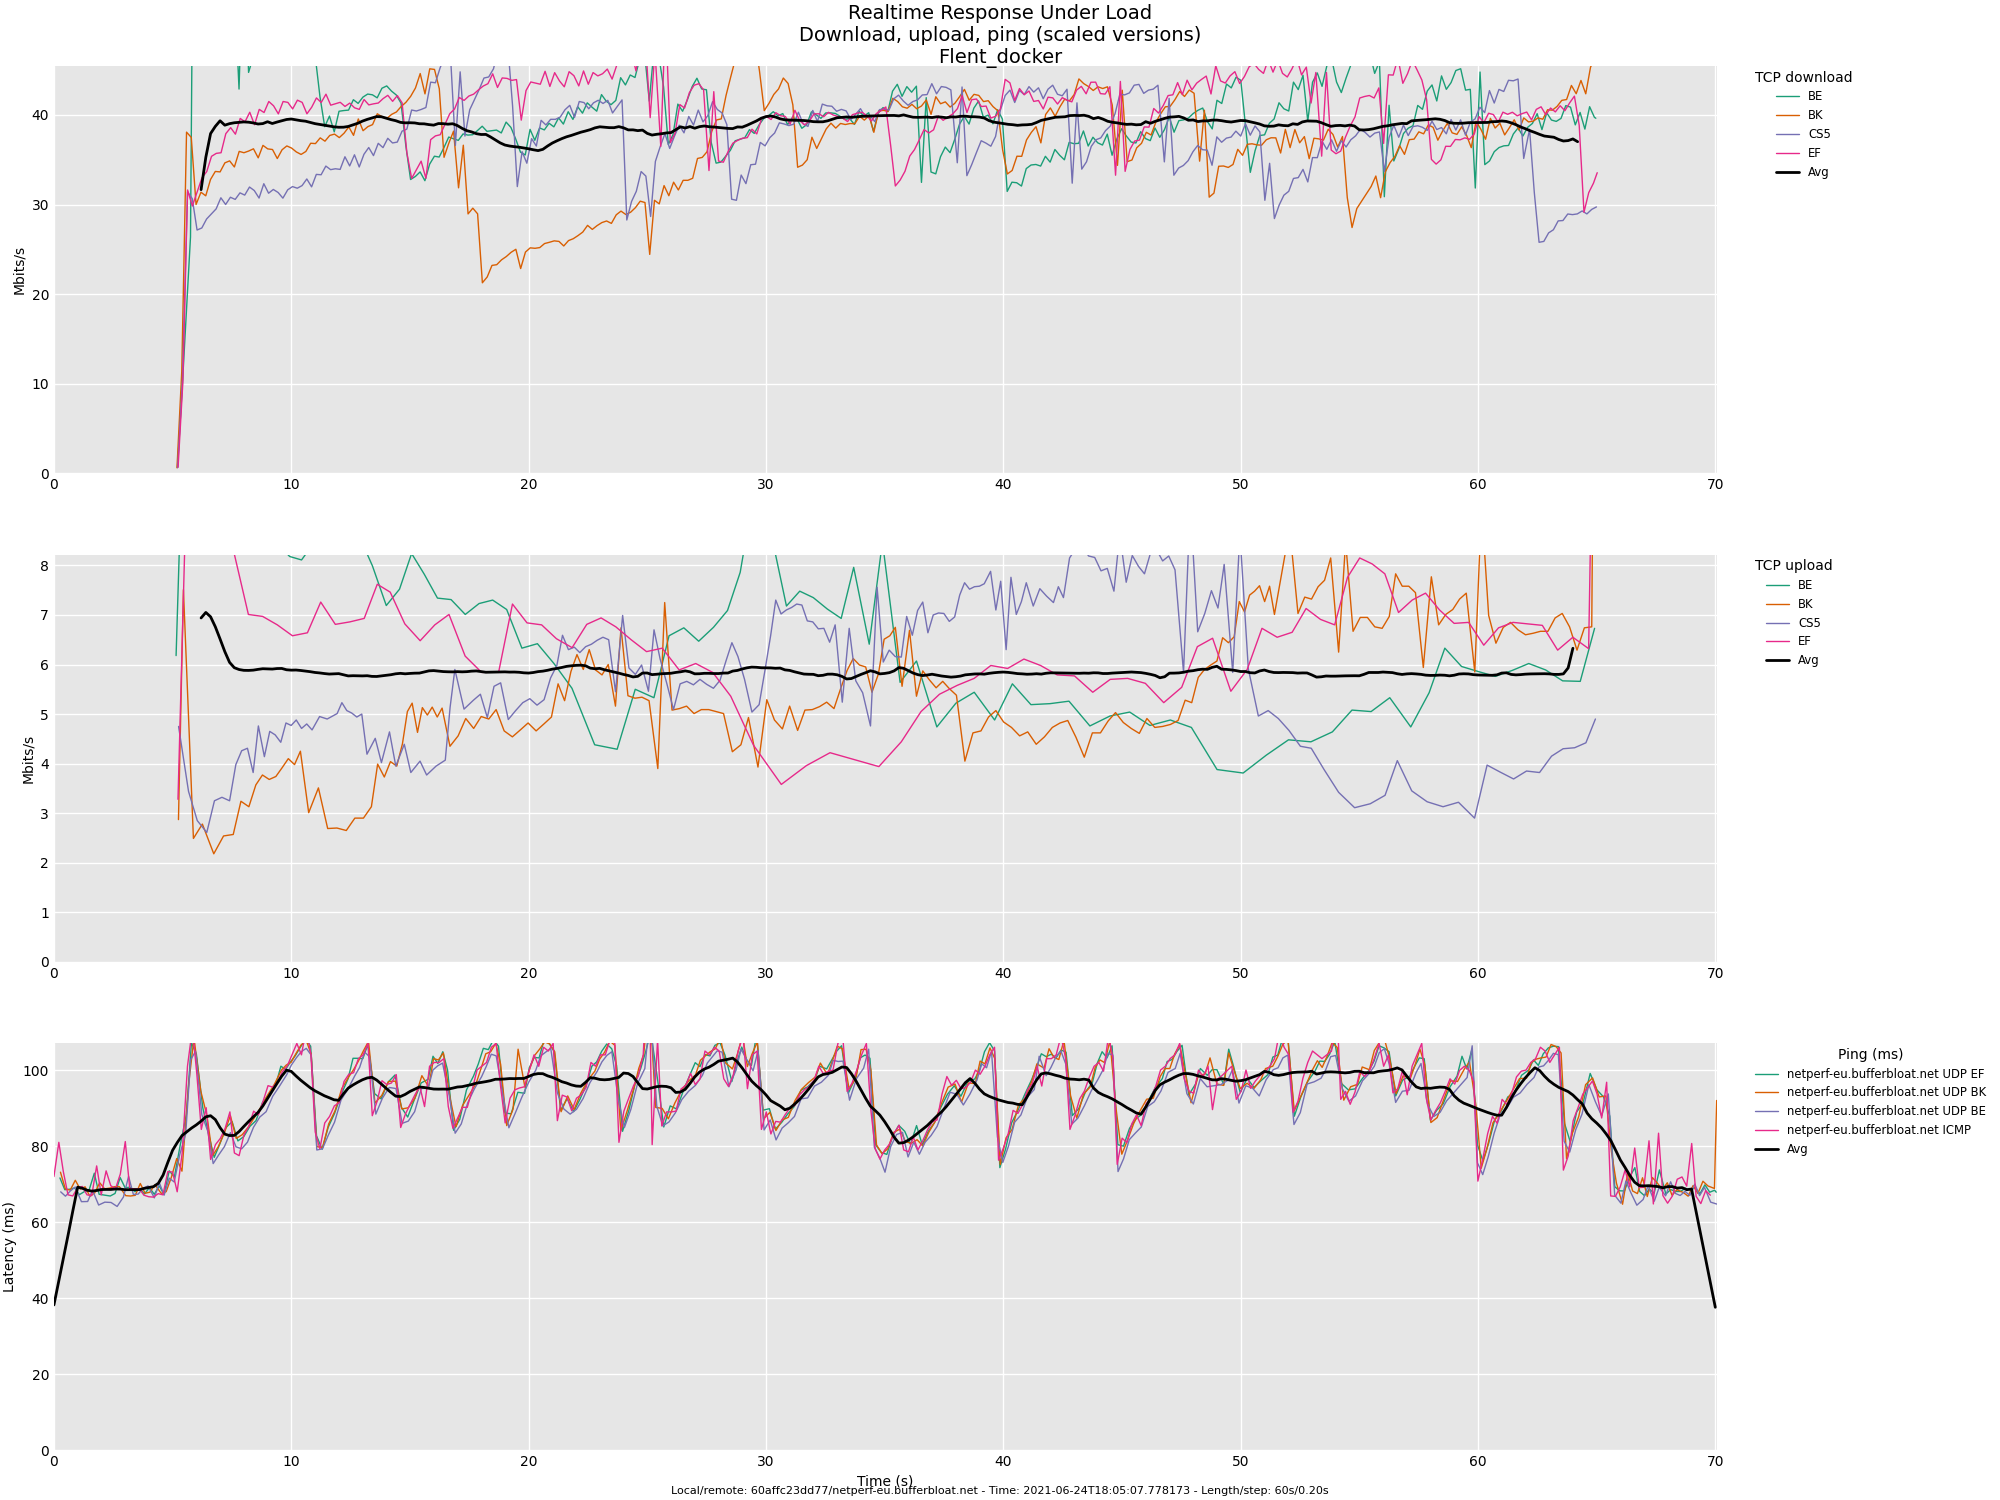 Realtime Response Under Load
Download, upload, ping (scaled versions)
Flent_docker
TCP download
BE
BK
CS5
EF
Avg
Mbits/s
40
30
20
10
0
0 10 20 30 40 50 60 70
TCP upload
BE
BK
CS5
EF
Avg
Mbits/s
8
7
6
5
4
3
2
1
0
0 10 20 30 40 50 60 70
Ping (ms)
netperf-eu.bufferbloat.net UDP EF
netperf-eu.bufferbloat.net UDP BK
netperf-eu.bufferbloat.net UDP BE
netperf-eu.bufferbloat.net ICMP
Avg
Latency (ms)
100
80
60
40
20
0
0 10 20 30 40 50 60 70
Time (s)
Local/remote: 60affc23dd77/netperf-eu.bufferbloat.net - Time: 2021-06-24T18:05:07.778173 - Length/step: 60s/0.20s